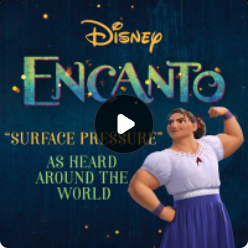 DISNEY
ENCANTO
“SURFACE PRESSURE”
AS HEARD
AROUND THE
WORLD